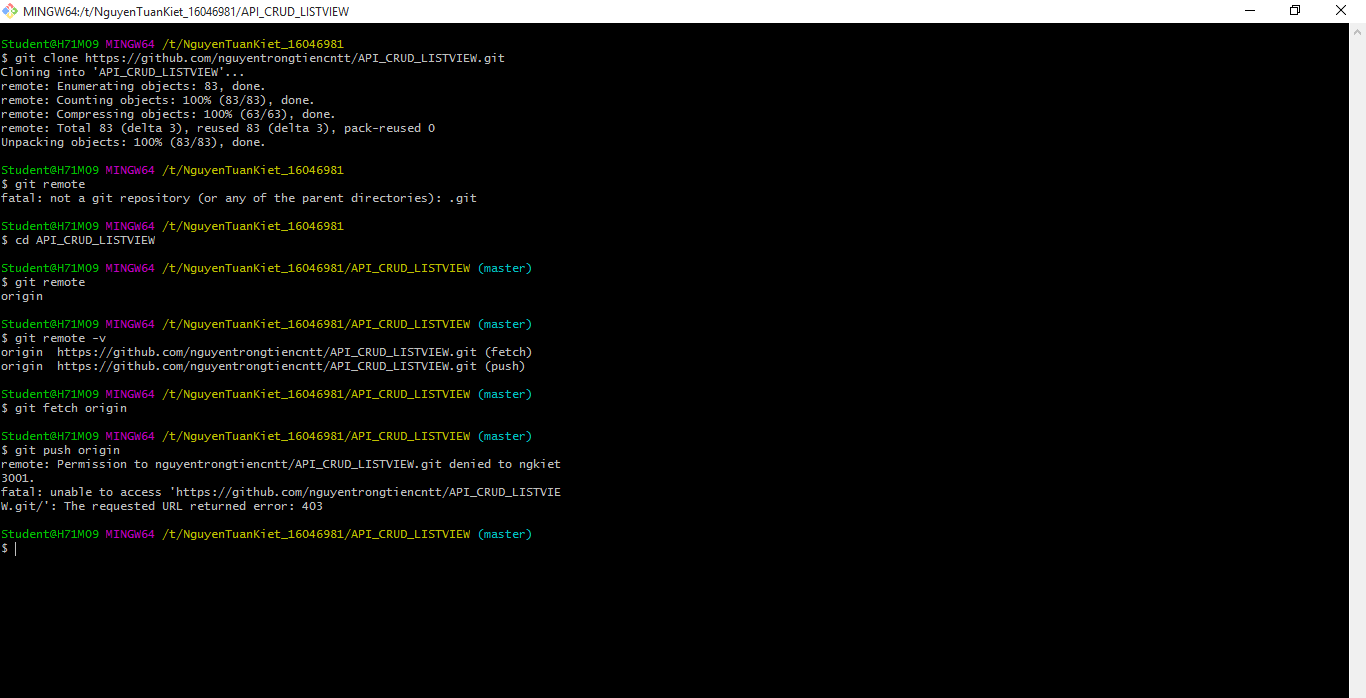 MINGW64:/t/NguyenTuanKiet_16046981/API_CRUD_LISTVIEW
Student@H71M09 MINGW64 /t/NguyenTuanKiet_16046981
$ git clone https://github.com/nguyentrongtiencntt/API_CRUD_LISTVIEW.git
Cloning into 'API_CRUD_LISTVIEW'...
remote: Enumerating objects: 83, done.
remote: Counting objects: 100% (83/83), done.
remote: Compressing objects: 100% (63/63), done.
remote: Total 83 (delta 3), reused 83 (delta 3), pack-reused 0
Unpacking objects: 100% (83/83), done.
Student@H71M09 MINGW64 /t/NguyenTuanKiet_16046981
$ git remote
fatal: not a git repository (or any of the parent directories): .git
Student@H71M09 MINGW64 /t/NguyenTuanKiet_16046981
$ cd API_CRUD_LISTVIEW
Student@H71M09 MINGW64 /t/NguyenTuanKiet_16046981/API_CRUD_LISTVIEW (master)
$ git remote
origin
Student@H71M09 MINGW64 /t/NguyenTuanKiet_16046981/API_CRUD_LISTVIEW (master)
$ git remote -v
origin  https://github.com/nguyentrongtiencntt/API_CRUD_LISTVIEW.git (fetch)
origin  https://github.com/nguyentrongtiencntt/API_CRUD_LISTVIEW.git (push)
Student@H71M09 MINGW64 /t/NguyenTuanKiet_16046981/API_CRUD_LISTVIEW (master)
$ git fetch origin
Student@H71M09 MINGW64 /t/NguyenTuanKiet_16046981/API_CRUD_LISTVIEW (master)
$ git push origin
remote: Permission to nguyentrongtiencntt/API_CRUD_LISTVIEW.git denied to ngkiet
3001.
fatal: unable to access 'https://github.com/nguyentrongtiencntt/API_CRUD_LISTVIE
W.git/': The requested URL returned error: 403
Student@H71M09 MINGW64 /t/NguyenTuanKiet_16046981/API_CRUD_LISTVIEW (master)
$